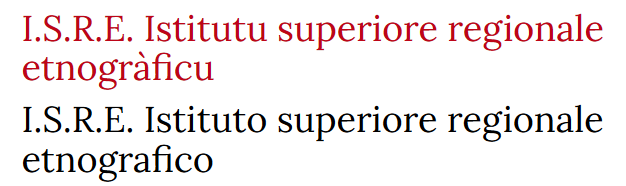 I.S.R.E. Istitutu superiore regionale
etnogràficu
I.S.R.E. Istituto superiore regionale
etnografico